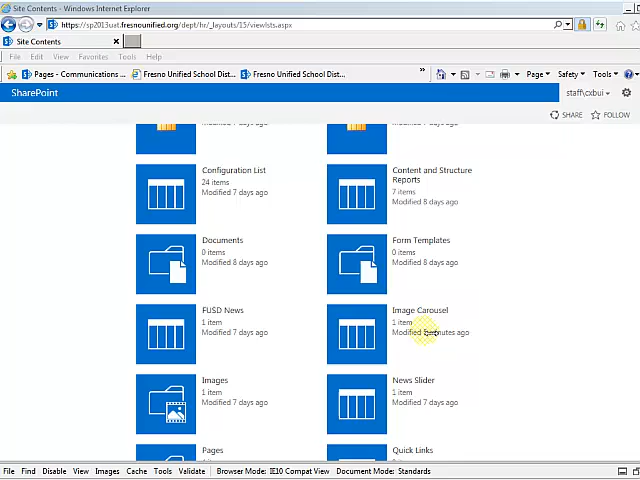 Site Contents - Windows Internet Explorer
https://sp2013uat.fresnounified.org/dept/hr/_layouts/15/viewlsts.aspx
Site Contents
File Edit View Favorites Tools Help
Pages - Communications ... Fresno Unified School Dist... Fresno Unified School Dist... » Page Safety Tools
SharePoint staff\cxbui
SHARE FOLLOW
Configuration List
24 items
Modified 7 days ago
Content and Structure
Reports
7 items
Modified 8 days ago
Documents
0 items
Modified 8 days ago
Form Templates
0 items
Modified 8 days ago
FUSD News
1 item
Modified 7 days ago
Image Carousel
1 item
Modified ago
Images
1 item
Modified 7 days ago
News Slider
1 item
Modified 7 days ago
Pages
Quick Links
File Find Disable View Images Cache Tools Validate Browser Mode: IE10 Compat View Document Mode: Standards